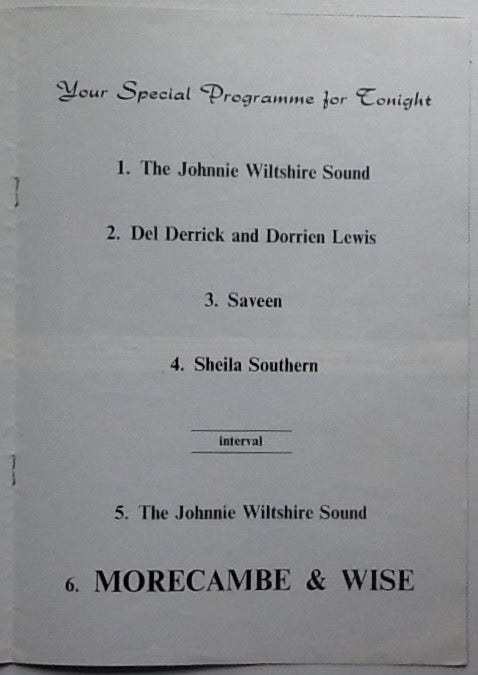 Your Special Programme for Tonight
1. The Johnnie Wiltshire Sound
2. Del Derrick and Dorrien Lewis
3. Saveen
4. Sheila Southern
interval
5. The Johnnie Wiltshire Sound
6. MORECAMBE & WISE